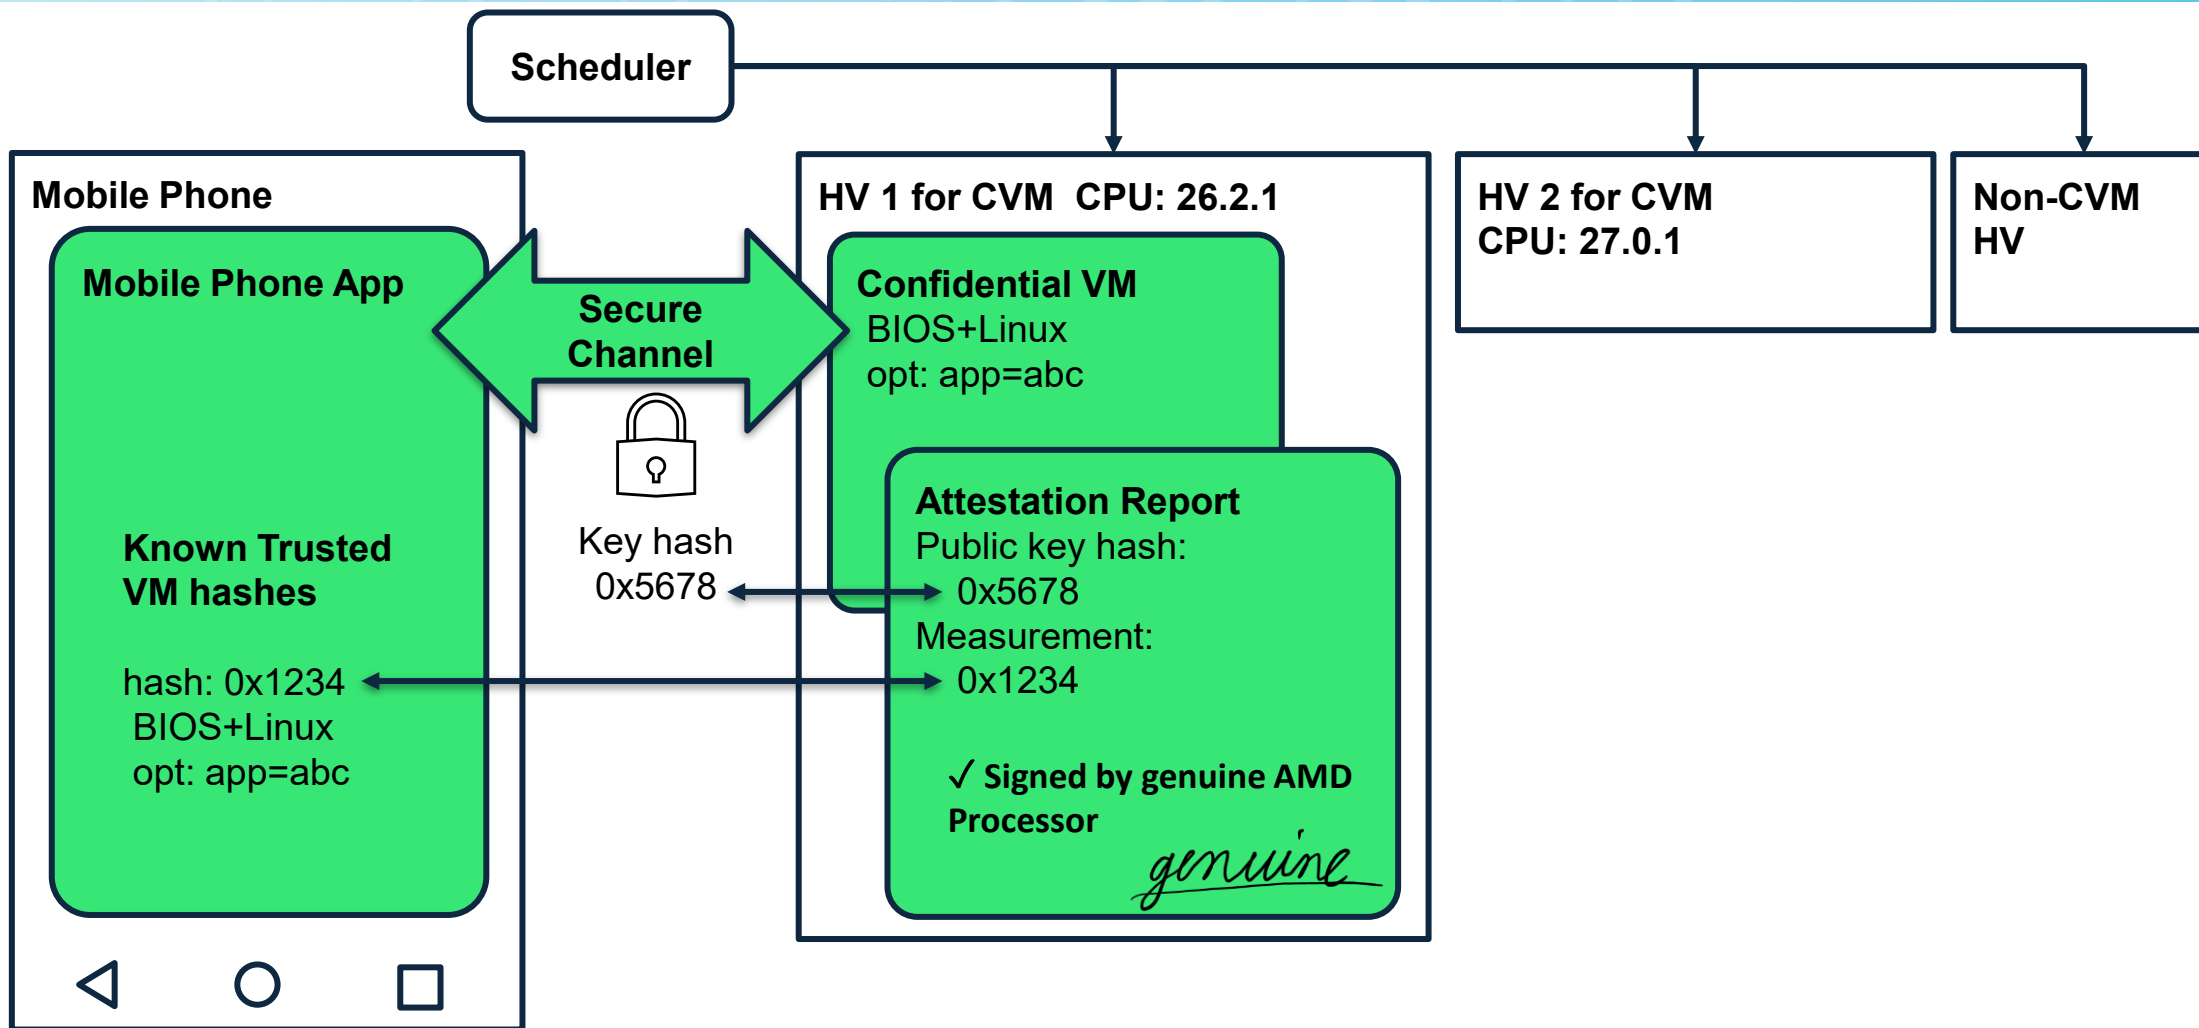 Scheduler
Mobile Phone
Mobile Phone App
Known Trusted
VM hashes
hash: 0x1234
BIOS+Linux
opt: app=abc
Secure
Channel
Key hash
0x5678
HV 1 for CVM  CPU: 26.2.1
Confidential VM
BIOS+Linux
opt: app=abc
Attestation Report
Public key hash:
0x5678
Measurement:
0x1234
✓ Signed by genuine AMD
Processor
genuine
HV 2 for CVM
CPU: 27.0.1
Non-CVM
HV